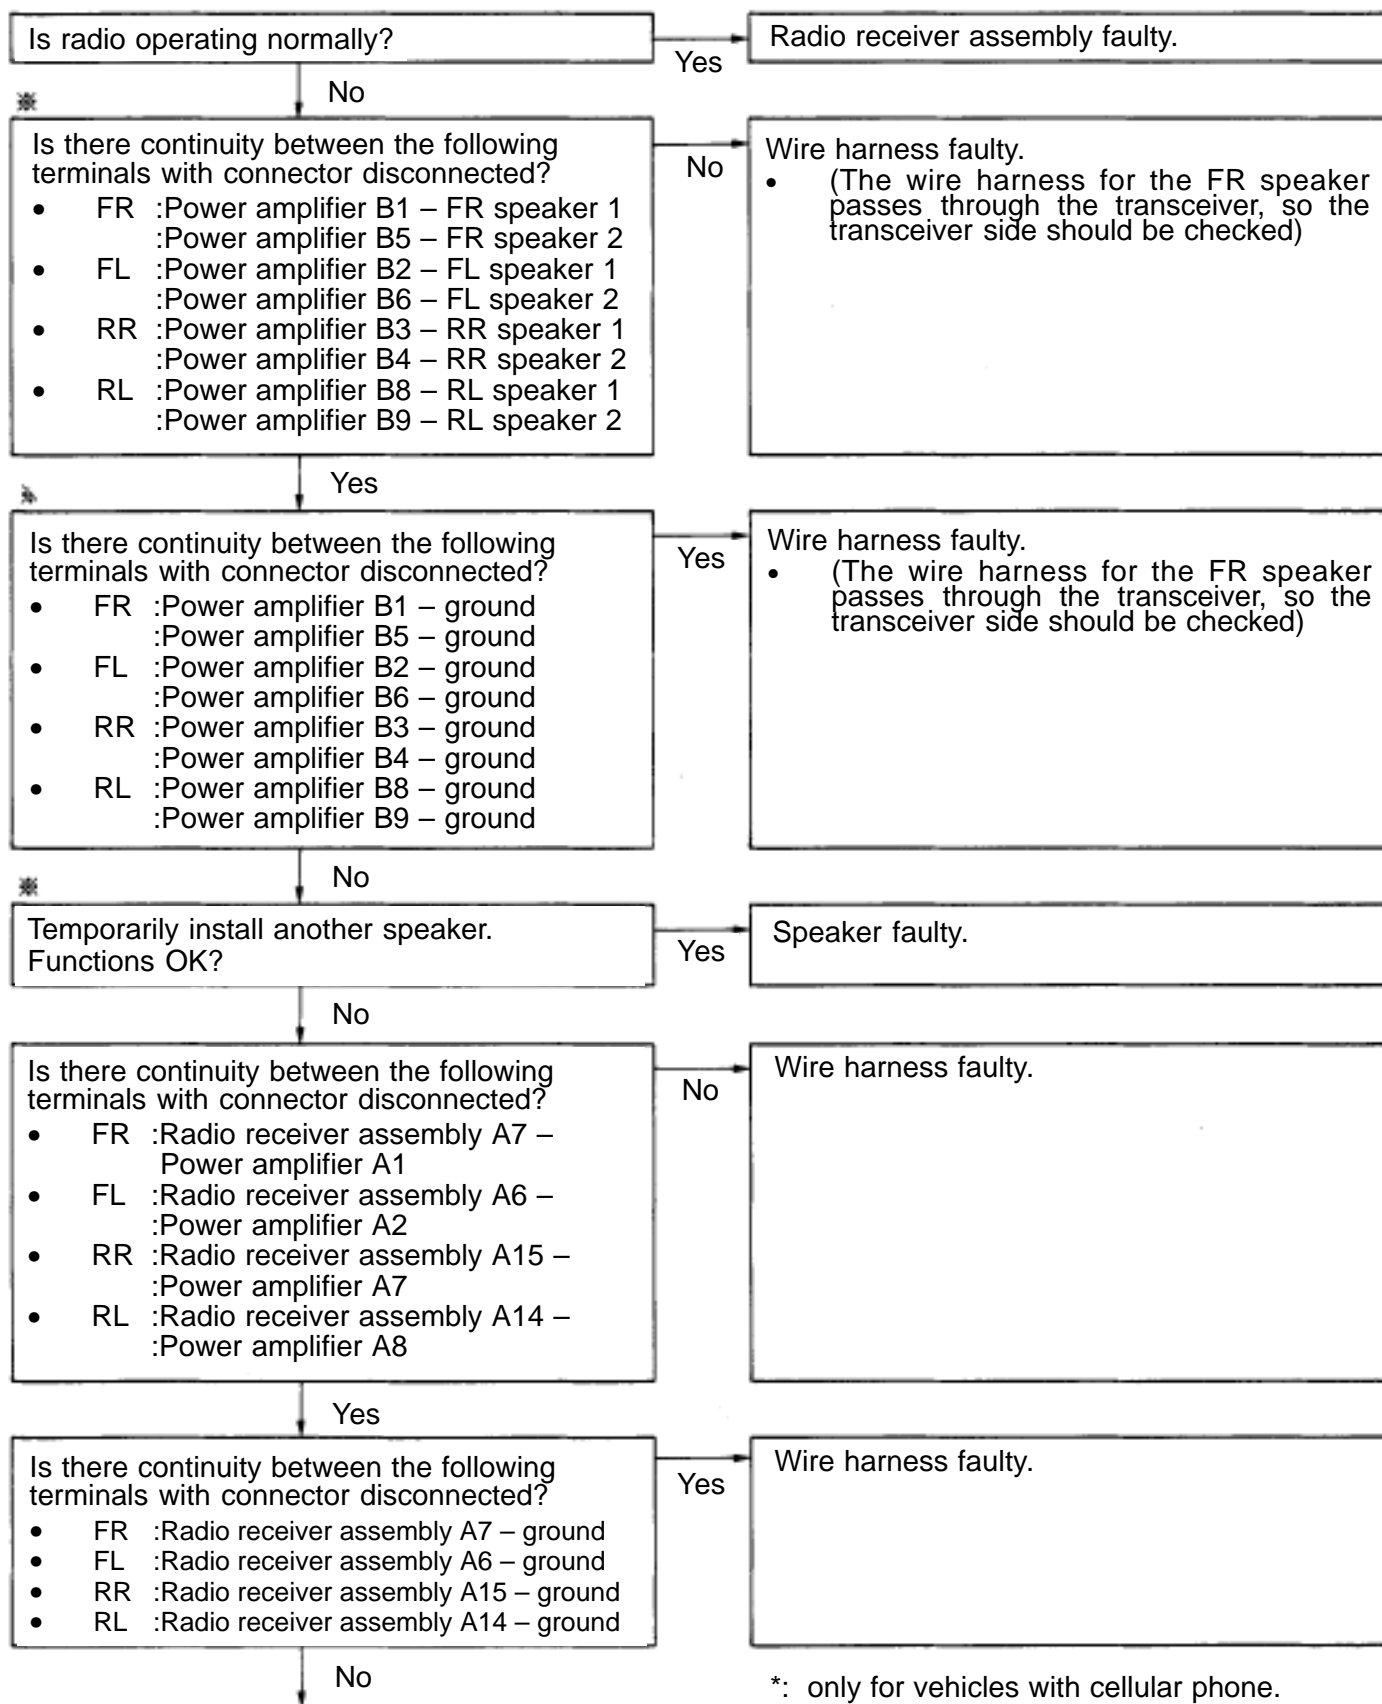 Is radio operating normally?
Yes
Radio receiver assembly faulty.
No
※
Is there continuity between the following
terminals with connector disconnected?
• FR :Power amplifier B1 – FR speaker 1
:Power amplifier B5 – FR speaker 2
• FL :Power amplifier B2 – FL speaker 1
:Power amplifier B6 – FL speaker 2
• RR :Power amplifier B3 – RR speaker 1
:Power amplifier B4 – RR speaker 2
• RL :Power amplifier B8 – RL speaker 1
:Power amplifier B9 – RL speaker 2
No
Wire harness faulty.
• (The wire harness for the FR speaker
passes through the transceiver, so the
transceiver side should be checked)
Yes
※
Is there continuity between the following
terminals with connector disconnected?
• FR :Power amplifier B1 – ground
:Power amplifier B5 – ground
• FL :Power amplifier B2 – ground
:Power amplifier B6 – ground
• RR :Power amplifier B3 – ground
:Power amplifier B4 – ground
• RL :Power amplifier B8 – ground
:Power amplifier B9 – ground
Yes
Wire harness faulty.
• (The wire harness for the FR speaker
passes through the transceiver, so the
transceiver side should be checked)
No
※
Temporarily install another speaker.
Functions OK?
Yes
Speaker faulty.
No
Is there continuity between the following
terminals with connector disconnected?
• FR :Radio receiver assembly A7 –
Power amplifier A1
• FL :Radio receiver assembly A6 –
:Power amplifier A2
• RR :Radio receiver assembly A15 –
:Power amplifier A7
• RL :Radio receiver assembly A14 –
:Power amplifier A8
No
Wire harness faulty.
Yes
Is there continuity between the following
terminals with connector disconnected?
• FR :Radio receiver assembly A7 – ground
• FL :Radio receiver assembly A6 – ground
• RR :Radio receiver assembly A15 – ground
• RL :Radio receiver assembly A14 – ground
Yes
Wire harness faulty.
No
*: only for vehicles with cellular phone.